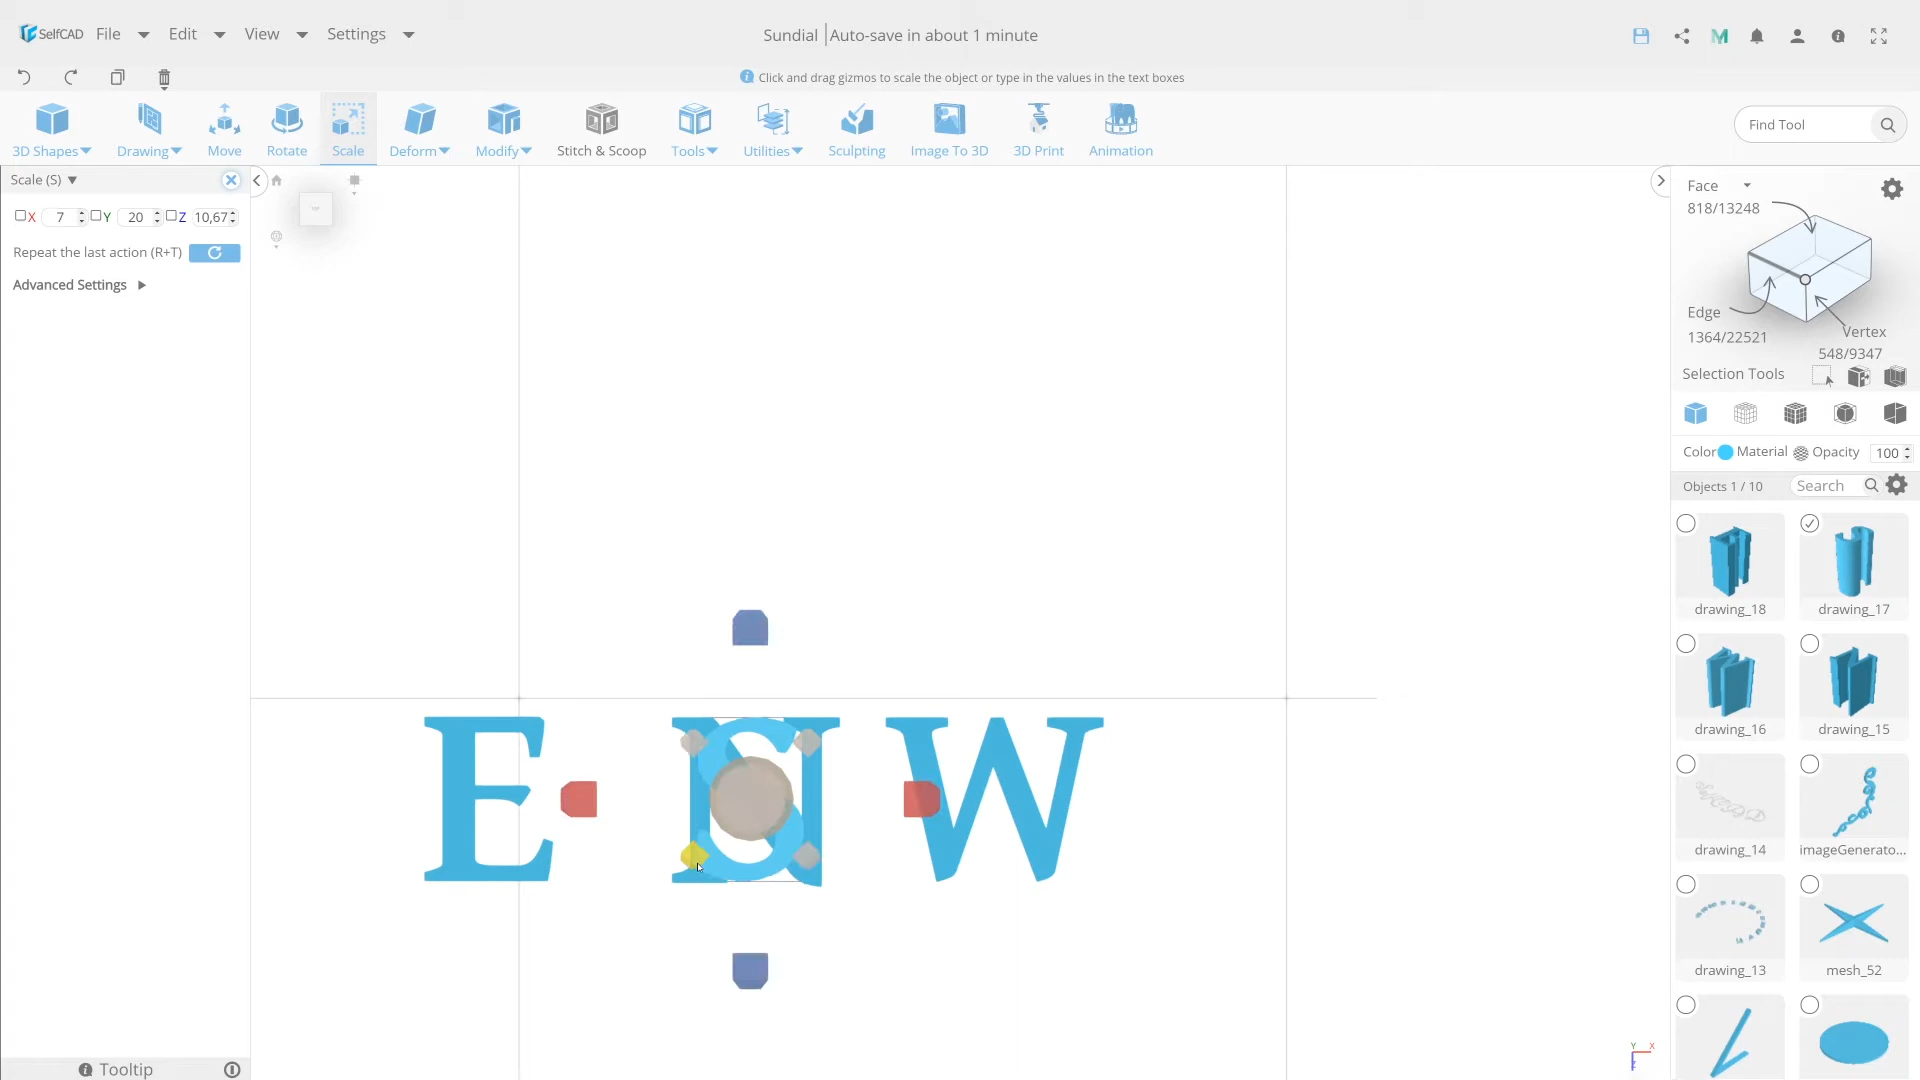 SelfCAD File Edit View Settings
Sundial |Auto-save in about 1 minute
Click and drag gizmos to scale the object or type in the values in the text boxes
3D Shapes Drawing Move Rotate Scale Deform Modify Stitch & Scoop Tools Utilities Sculpting Image To 3D 3D Print Animation
Find Tool
Scale (S)
X 7 Y 20 Z 10,67
Repeat the last action (R+T)
Advanced Settings
Face
818/13248
Edge
1364/22521
Vertex
548/9347
Selection Tools
Color Material Opacity 100
Objects 1 / 10 Search
drawing_18 drawing_17
drawing_16 drawing_15
drawing_14 imageGenerato...
drawing_13 mesh_52
E N S W
Y X
Tooltip